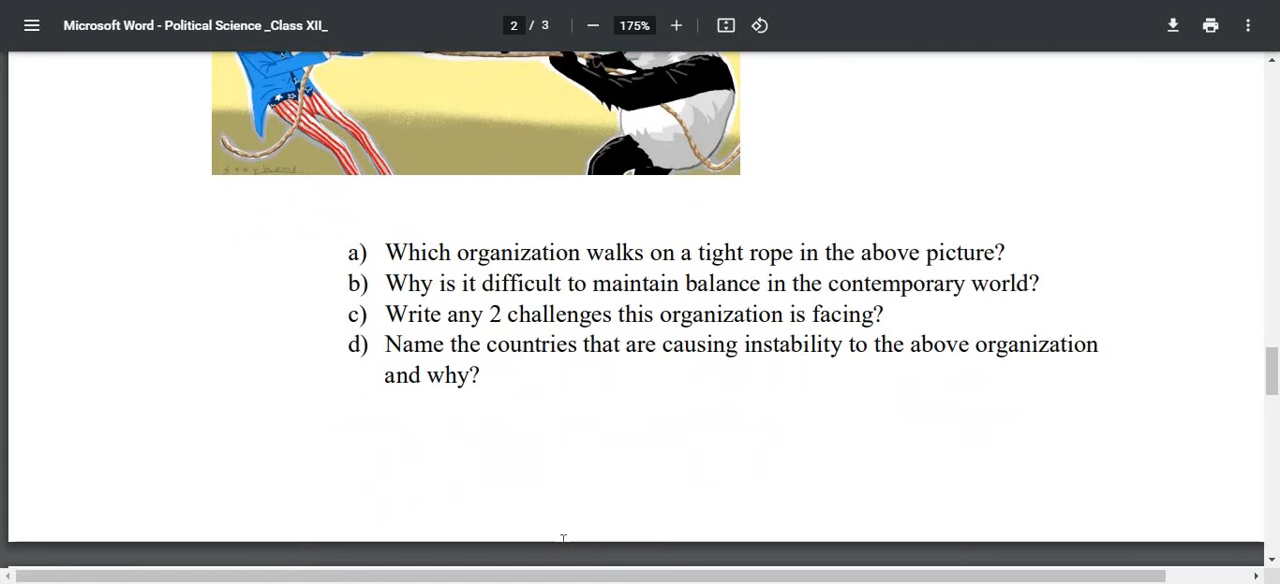 Microsoft Word - Political Science _Class XII_
2 / 3
175%
a) Which organization walks on a tight rope in the above picture?
b) Why is it difficult to maintain balance in the contemporary world?
c) Write any 2 challenges this organization is facing?
d) Name the countries that are causing instability to the above organization
and why?